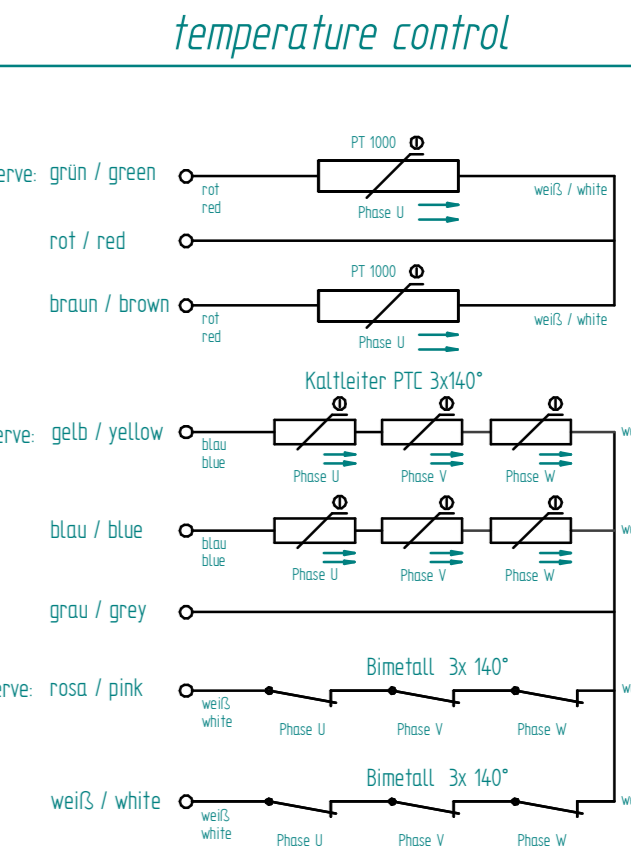 temperature control
PT 1000
erve: grün / green
rot
red
weiß / white
Phase U
rot / red
PT 1000
braun / brown
rot
red
weiß / white
Phase U
Kaltleiter PTC 3x140°
erve: gelb / yellow
blau
blue
Phase U Phase V Phase W
blau / blue
blau
blue
Phase U Phase V Phase W
grau / grey
Bimetall 3x 140°
erve: rosa / pink
weiß
white
Phase U Phase V Phase W
Bimetall 3x 140°
weiß / white
weiß
white
Phase U Phase V Phase W